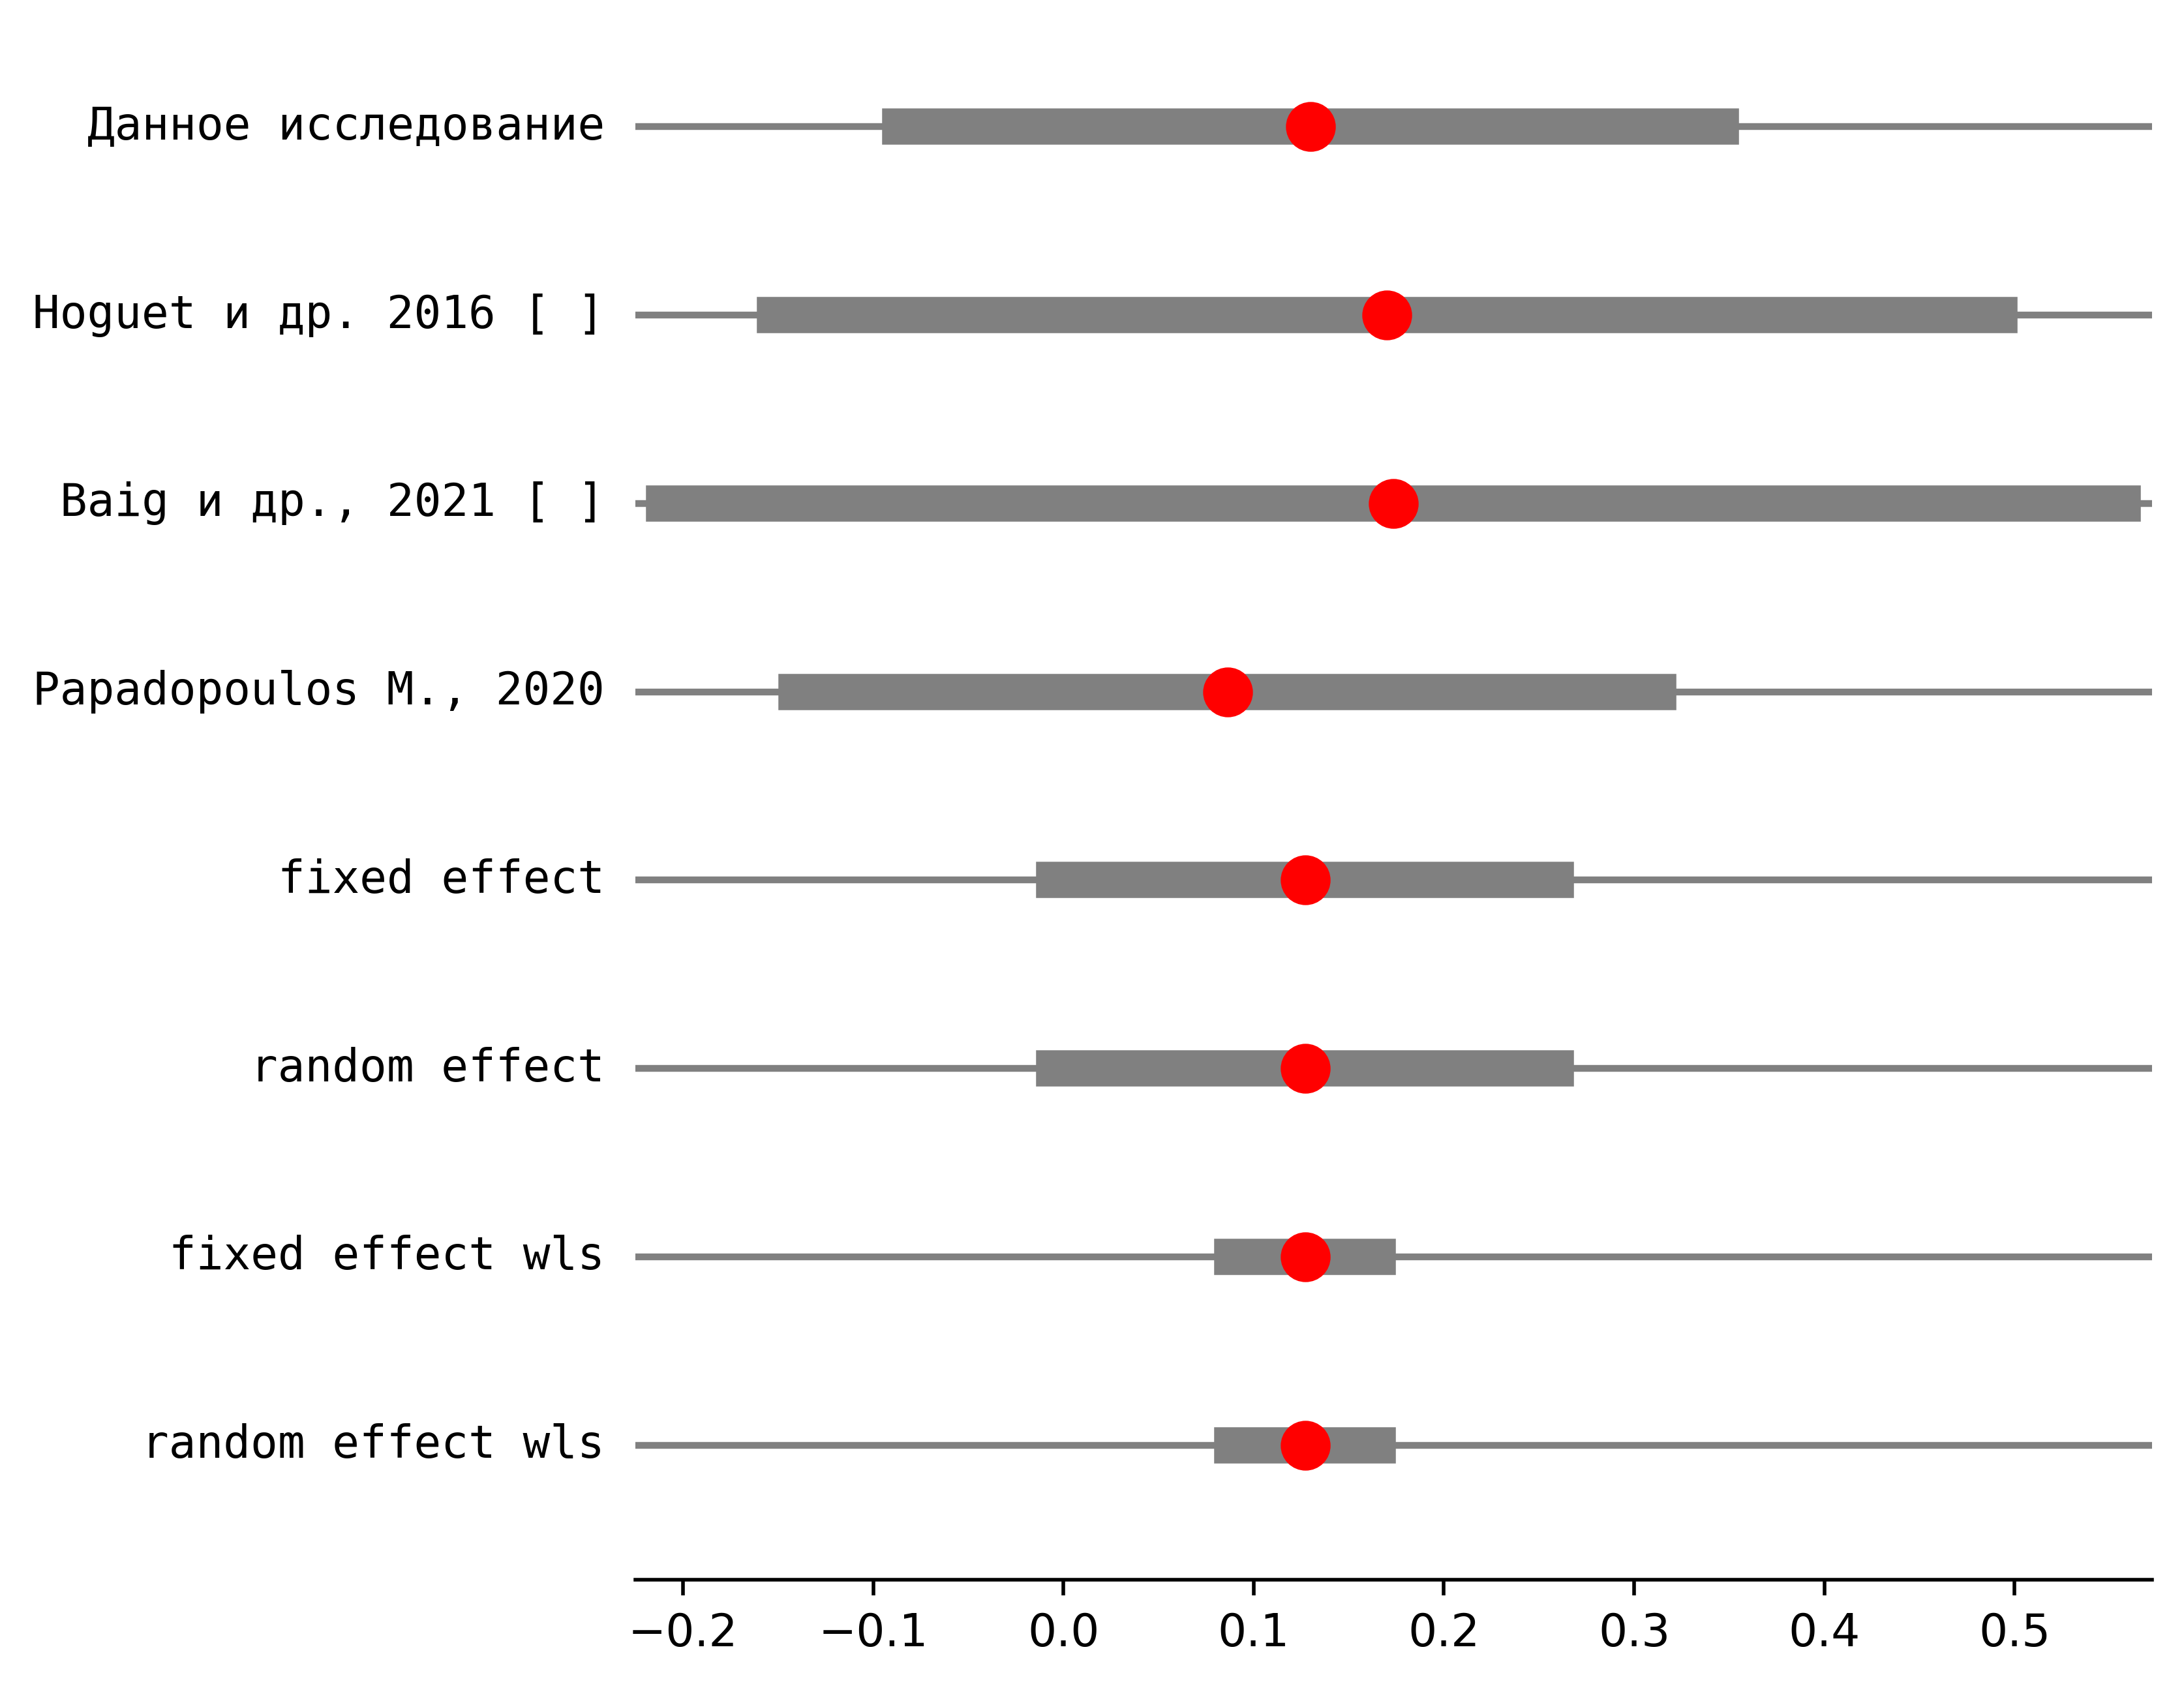 Данное исследование
Hoguet и др. 2016 [ ]
Baig и др., 2021 [ ]
Papadopoulos M., 2020
fixed effect
random effect
fixed effect wls
random effect wls
−0.2 −0.1 0.0 0.1 0.2 0.3 0.4 0.5